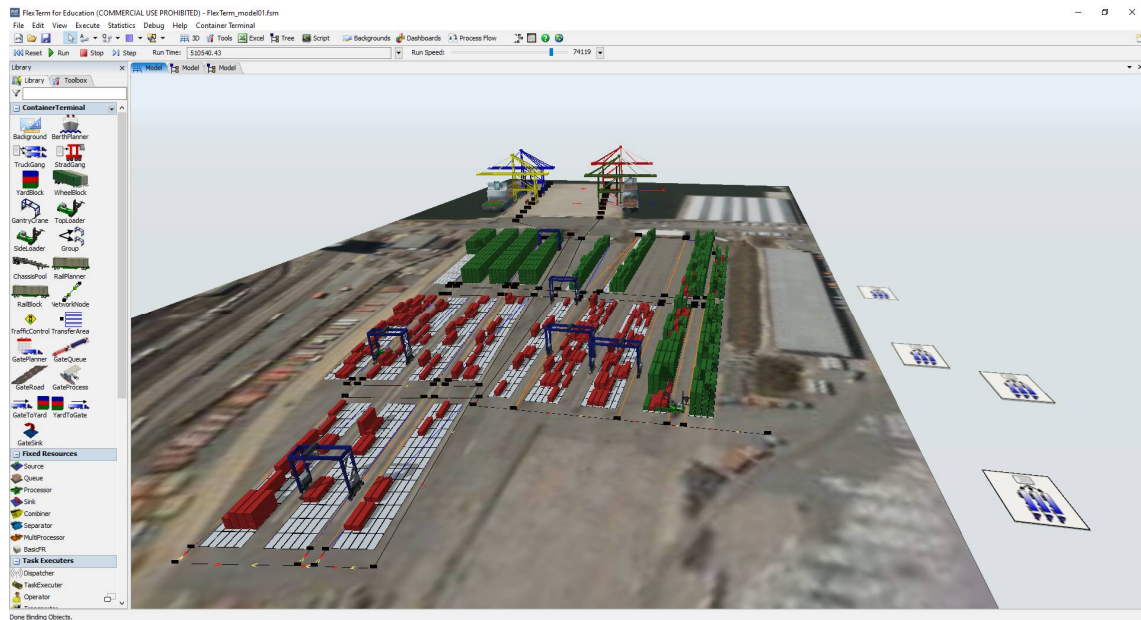 FlexTerm for Education (COMMERCIAL USE PROHIBITED) - FlexTerm_model01.fsm
File Edit View Execute Statistics Debug Help Container Terminal
3D Tools Excel Tree Script Backgrounds Dashboards Process Flow
Reset Run Stop Step Run Time: 510540.43 Run Speed: 74119
Library Model Model Model
Library Toolbox
ContainerTerminal
Background BerthPlanner
TruckGang StradGang
YardBlock WheelBlock
GantryCrane TopLoader
SideLoader Group
ChassisPool RailPlanner
RailBlock NetworkNode
TrafficControl TransferArea
GatePlanner GateQueue
GateRoad GateProcess
GateToYard YardToGate
GateSink
Fixed Resources
Source
Queue
Processor
Sink
Combiner
Separator
MultiProcessor
BasicFR
Task Executers
Dispatcher
TaskExecuter
Operator
Done Binding Objects.